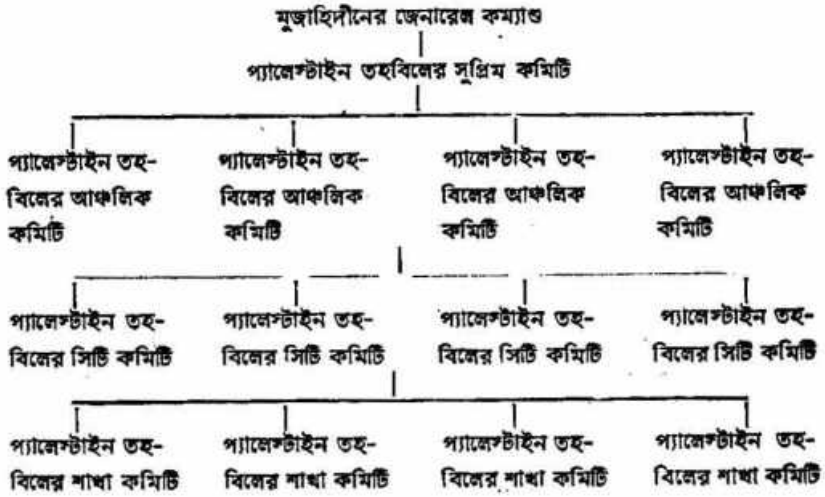 মুজাহিদীনের জেনারেল কম্যাণ্ড
প্যালেস্টাইন তহবিলের সুপ্রিম কমিটি
প্যালেস্টাইন তহ- প্যালেস্টাইন তহ- প্যালেস্টাইন তহ- প্যালেস্টাইন তহ-
বিলের আঞ্চলিক বিলের আঞ্চলিক বিলের আঞ্চলিক বিলের আঞ্চলিক
কমিটি কমিটি কমিটি কমিটি
প্যালেস্টাইন তহ- প্যালেস্টাইন তহ- প্যালেস্টাইন তহ- প্যালেস্টাইন তহ-
বিলের সিটি কমিটি বিলের সিটি কমিটি বিলের সিটি কমিটি বিলের সিটি কমিটি
প্যালেস্টাইন তহ- প্যালেস্টাইন তহ- প্যালেস্টাইন তহ- প্যালেস্টাইন তহ-
বিলের শাখা কমিটি বিলের শাখা কমিটি বিলের শাখা কমিটি বিলের শাখা কমিটি